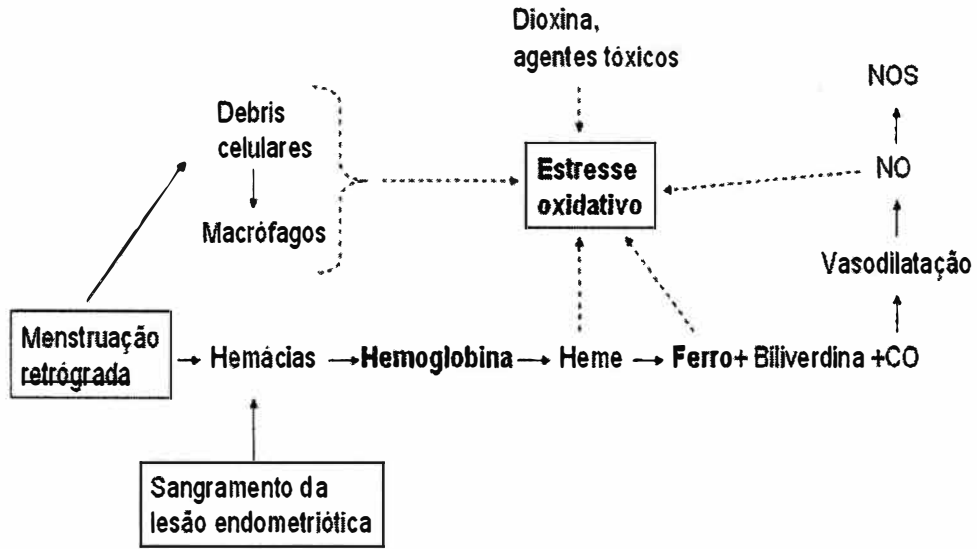 Dioxina,
agentes tóxicos
NOS
Debris
celulares
Estresse
oxidativo
NO
Macrófagos
Vasodilatação
Menstruação
retrógrada
Hemácias
Hemoglobina
Heme
Ferro+ Biliverdina +CO
Sangramento da
lesão endometriótica